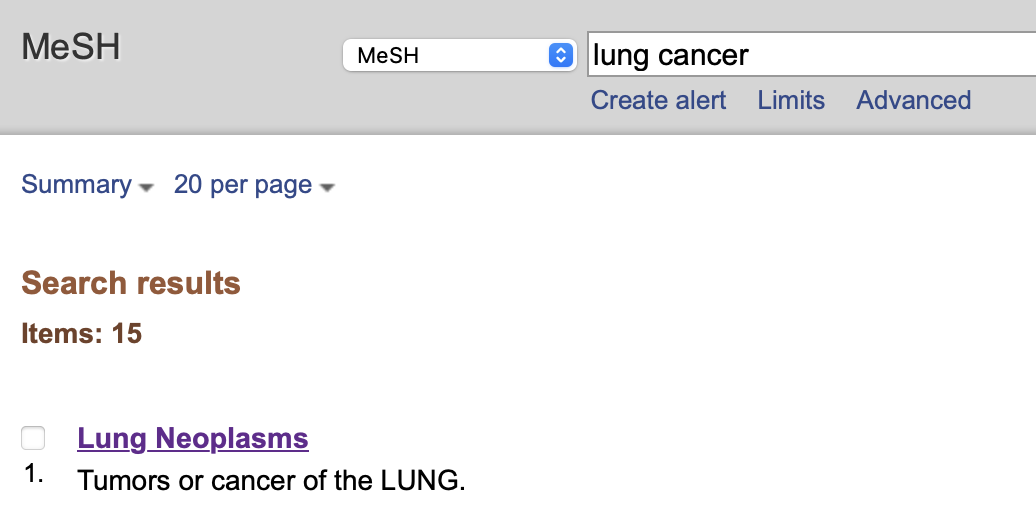 MeSH
MeSH
lung cancer
Create alert Limits Advanced
Summary 20 per page
Search results
Items: 15
Lung Neoplasms
1.
Tumors or cancer of the LUNG.